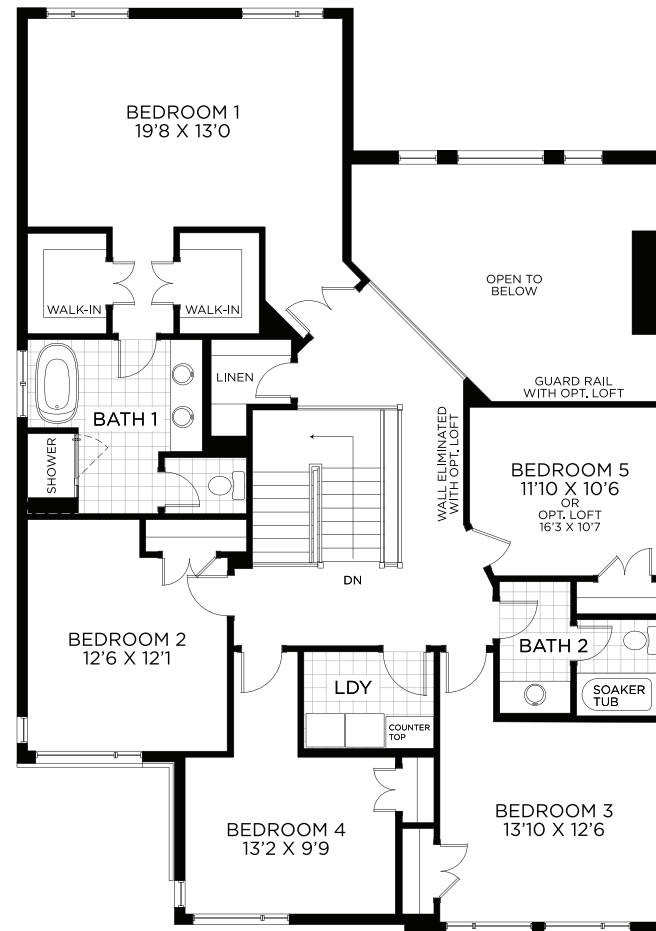 BEDROOM 1
19'8 X 13'0
WALK-IN
WALK-IN
OPEN TO
BELOW
LINEN
GUARD RAIL
WITH OPT. LOFT
BATH 1
WALL ELIMINATED
WITH OPT. LOFT
SHOWER
BEDROOM 5
11'10 X 10'6
OR
OPT. LOFT
16'3 X 10'7
DN
BEDROOM 2
12'6 X 12'1
BATH 2
LDY
SOAKER
TUB
COUNTER
TOP
BEDROOM 3
13'10 X 12'6
BEDROOM 4
13'2 X 9'9